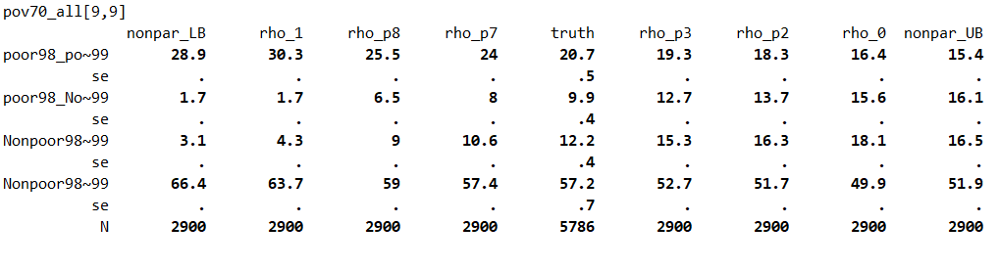 pov70_all[9,9]
nonpar_LB rho_1 rho_p8 rho_p7 truth rho_p3 rho_p2 rho_0 nonpar_UB
poor98_po~99 28.9 30.3 25.5 24 20.7 19.3 18.3 16.4 15.4
se . . . . .5 . . . .
poor98_No~99 1.7 1.7 6.5 8 9.9 12.7 13.7 15.6 16.1
se . . . . .4 . . . .
Nonpoor98~99 3.1 4.3 9 10.6 12.2 15.3 16.3 18.1 16.5
se . . . . .4 . . . .
Nonpoor98~99 66.4 63.7 59 57.4 57.2 52.7 51.7 49.9 51.9
se . . . . .7 . . . .
N 2900 2900 2900 2900 5786 2900 2900 2900 2900